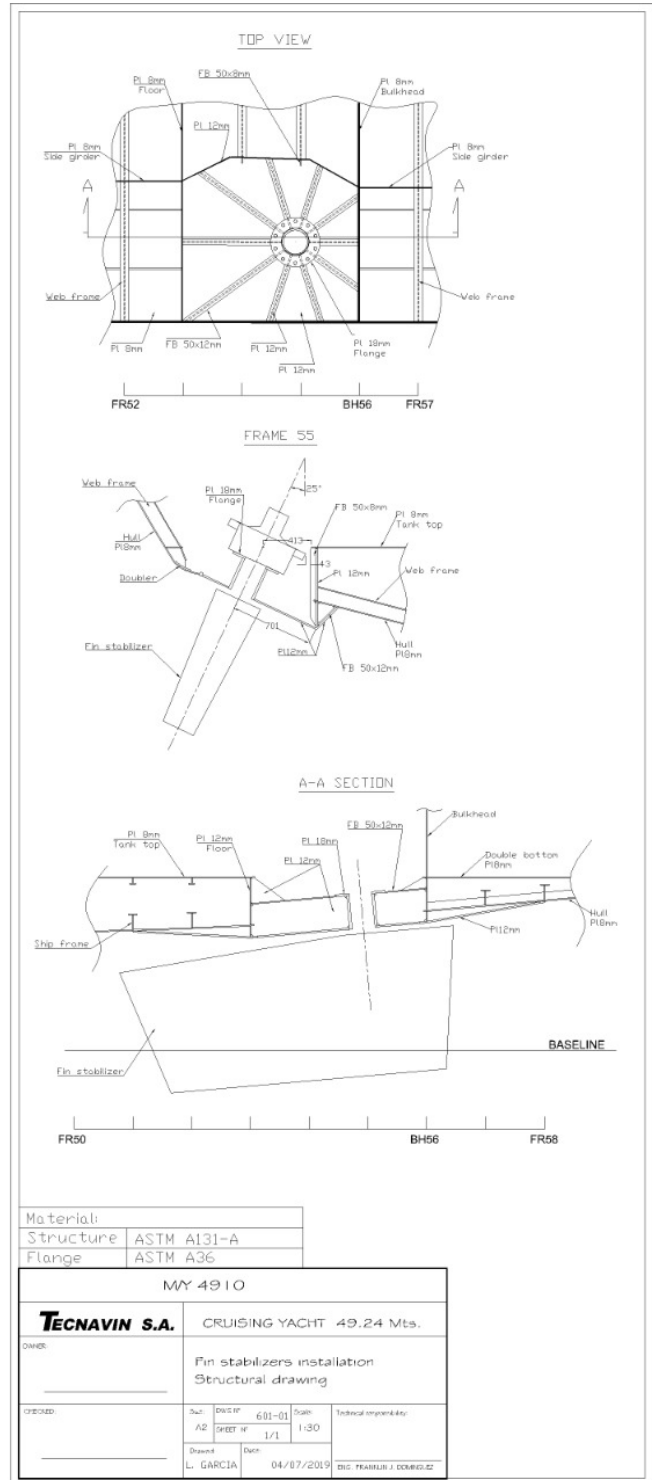 TOP VIEW
Pl 8mm
Floor
FB 50x8mm
Pl 8mm
Bulkhead
Pl 12mm
Pl 8mm
Side girder
Pl 8mm
Side girder
A
A
Web frame
Web frame
Pl 8mm
FB 50x12mm
Pl 12mm
Pl 12mm
Pl 18mm
Flange
FR52
BH56
FR57
FRAME 55
Web frame
Pl 18mm
Flange
25°
FB 50x8mm
Pl 8mm
Tank top
Hull
Pl8mm
413
43
Pl 12mm
Web frame
Doubler
701
Fin stabilizer
Pl12mm
Hull
Pl8mm
FB 50x12mm
A-A SECTION
Bulkhead
Pl 8mm
Tank top
Pl 12mm
Floor
Pl 12mm
Pl 18mm
FB 50x12mm
Double bottom
Pl8mm
Ship frame
Hull
Pl8mm
Pl12mm
BASELINE
Fin stabilizer
FR50
BH56
FR58
Material:
Structure ASTM A131-A
Flange ASTM A36
M/Y 4910
TECNAVIN S.A.
CRUISING YACHT 49.24 Mts.
OWNER:
Fin stabilizers installation
Structural drawing
CHECKED:
Size: A2
DWG Nº 601-01
SHEET Nº 1/1
Scale: 1:30
Technical responsibility:
Drawned: L. GARCIA
Date: 04/07/2019
ENG. FRANKLIN J. DOMINGUEZ